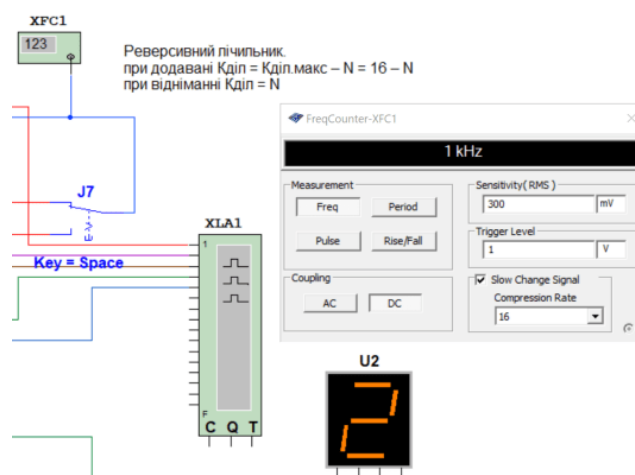 XFC1
123
Реверсивний лічильник.
при додавані Кділ = Кділ.макс – N = 16 – N
при відніманні Кділ = N
FreqCounter-XFC1
1 kHz
Measurement
Freq
Period
Pulse
Rise/Fall
Coupling
AC
DC
Sensitivity( RMS )
300
mV
Trigger Level
1
V
Slow Change Signal
Compression Rate
16
J7
Key = Space
XLA1
1
F
C Q T
U2
2